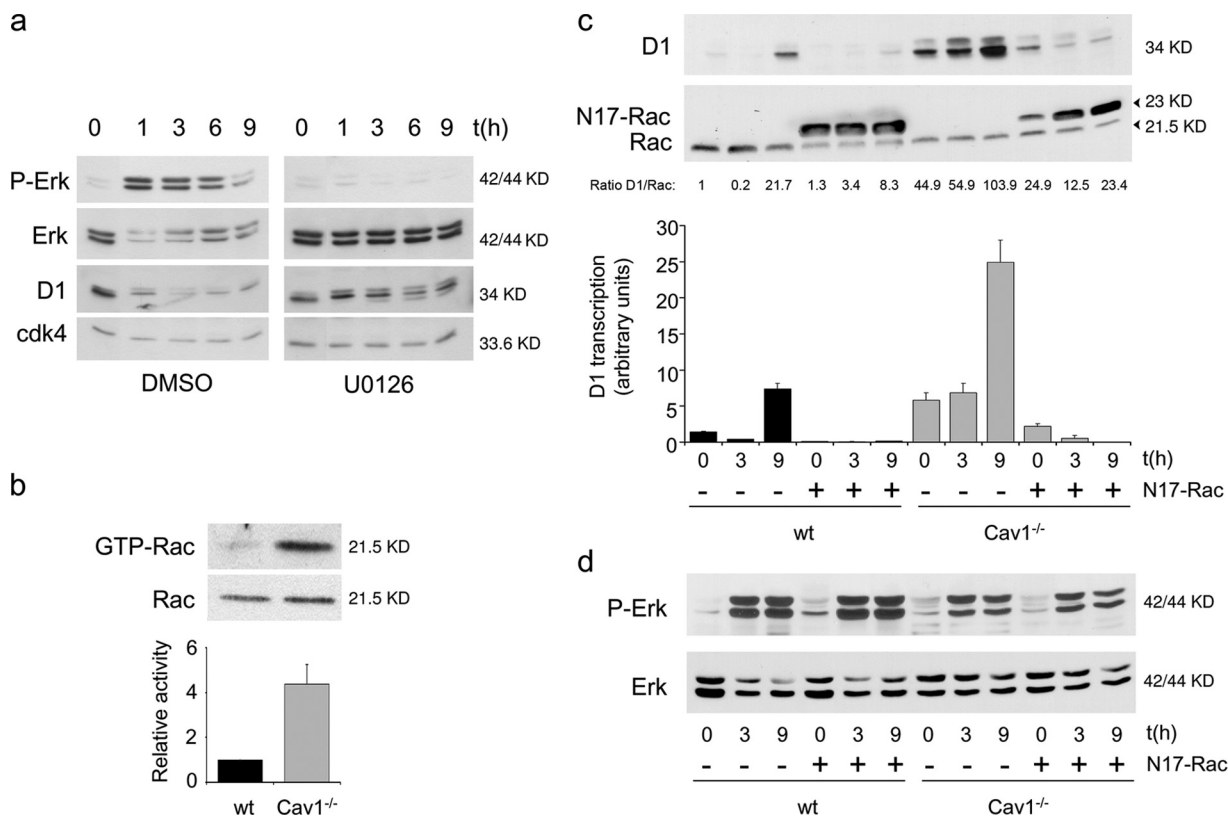 a
0 1 3 6 9 0 1 3 6 9 t(h)
P-Erk 42/44 KD
Erk 42/44 KD
D1 34 KD
cdk4 33.6 KD
DMSO U0126
b
GTP-Rac 21.5 KD
Rac 21.5 KD
Relative activity
6
4
2
0
wt Cav1-/-
c
D1 34 KD
N17-Rac 23 KD
Rac 21.5 KD
Ratio D1/Rac: 1 0.2 21.7 1.3 3.4 8.3 44.9 54.9 103.9 24.9 12.5 23.4
D1 transcription
(arbitrary units)
30
25
20
15
10
5
0
0 3 9 0 3 9 0 3 9 0 3 9 t(h)
- - - + + + - - - + + + N17-Rac
wt Cav1-/-
d
P-Erk 42/44 KD
Erk 42/44 KD
0 3 9 0 3 9 0 3 9 0 3 9 t(h)
- - - + + + - - - + + + N17-Rac
wt Cav1-/-